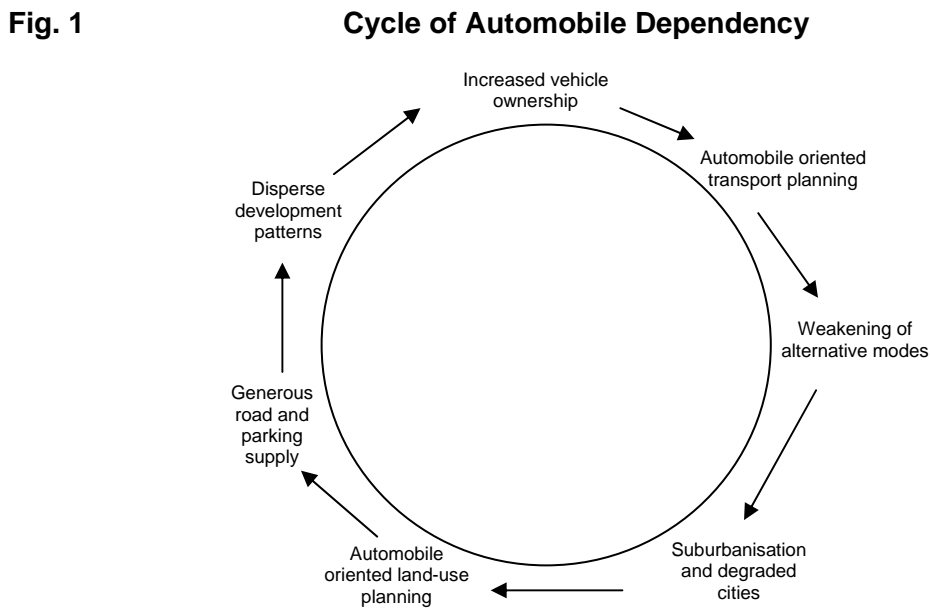 Fig. 1
Cycle of Automobile Dependency
Increased vehicle
ownership
Automobile oriented
transport planning
Weakening of
alternative modes
Suburbanisation
and degraded
cities
Automobile
oriented land-use
planning
Generous
road and
parking
supply
Disperse
development
patterns